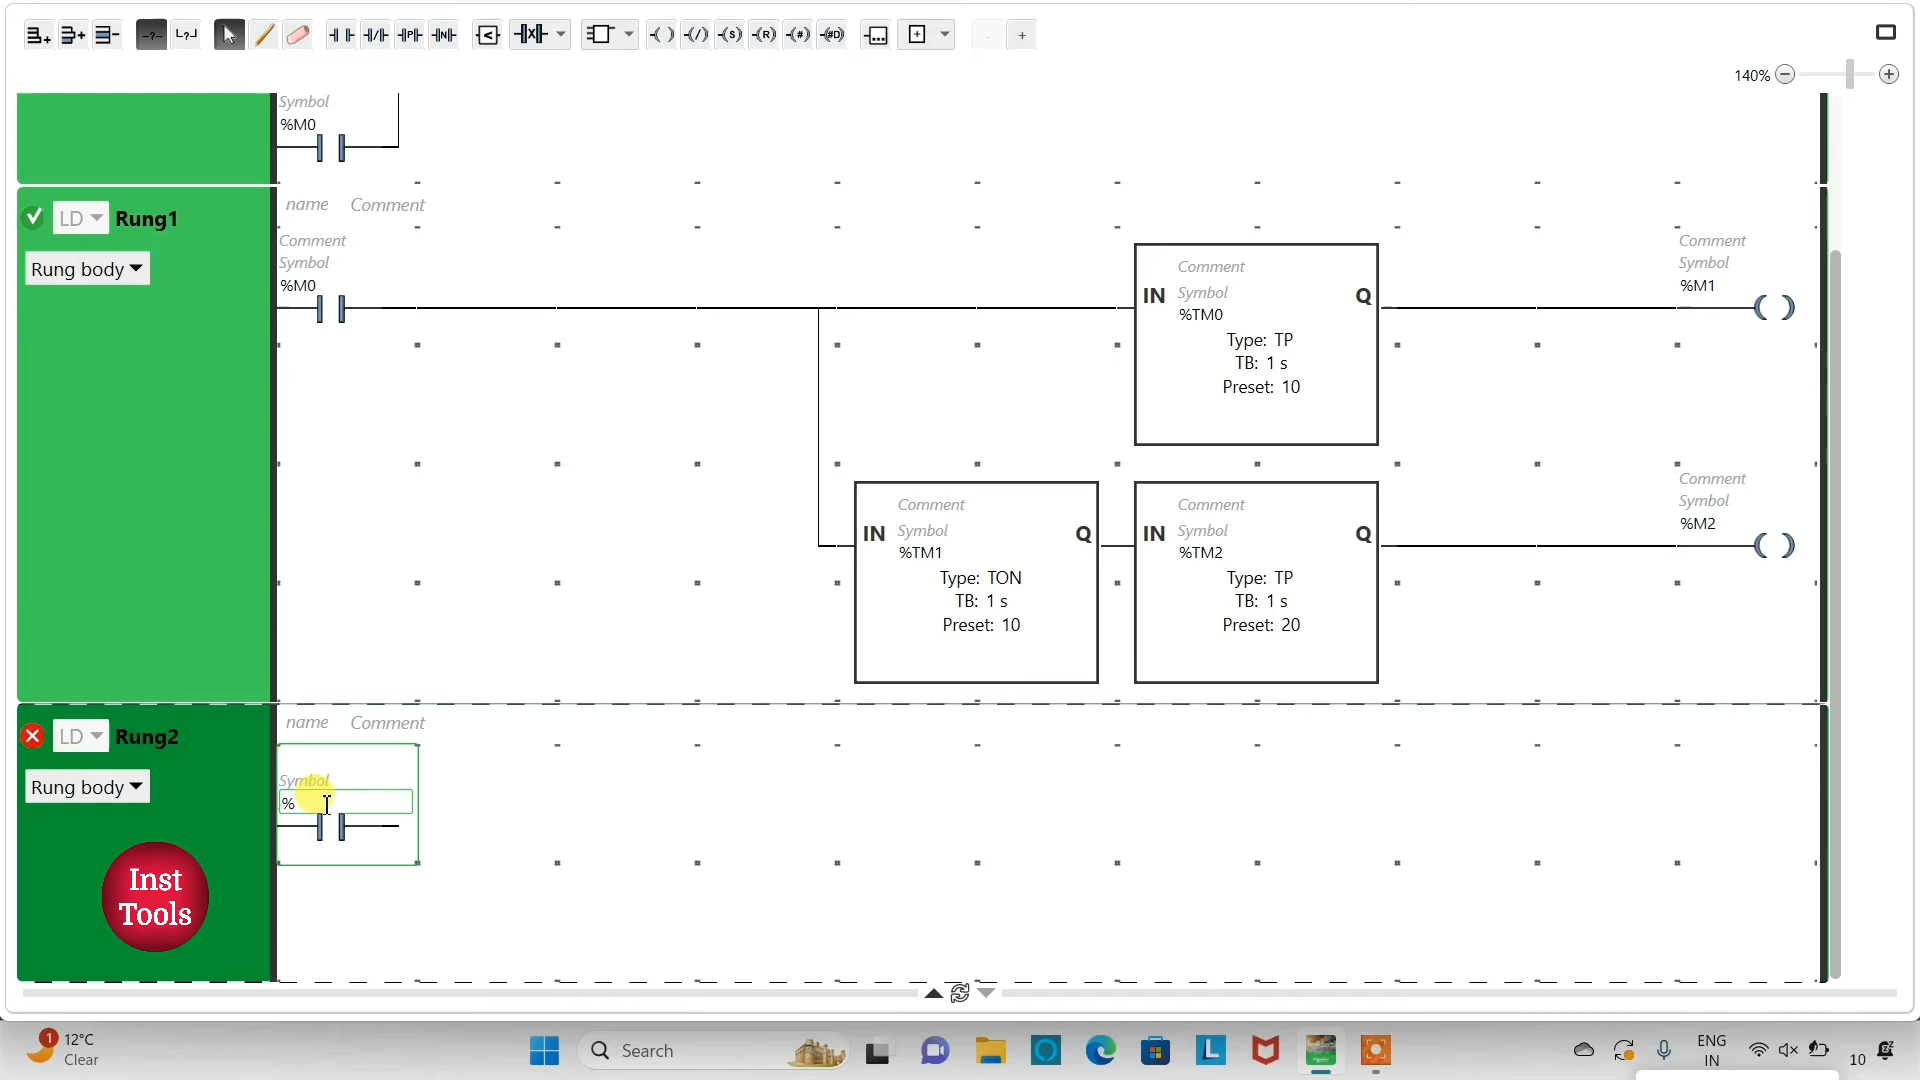 140%
Symbol
%M0
LD Rung1
Rung body
name Comment
Comment
Symbol
%M0
Comment
IN Symbol Q
%TM0
Type: TP
TB: 1 s
Preset: 10
Comment
Symbol
%M1
Comment
IN Symbol Q
%TM1
Type: TON
TB: 1 s
Preset: 10
Comment
IN Symbol Q
%TM2
Type: TP
TB: 1 s
Preset: 20
Comment
Symbol
%M2
LD Rung2
Rung body
name Comment
Symbol
%
Inst
Tools
1
12°C
Clear
Search
ENG
IN
10